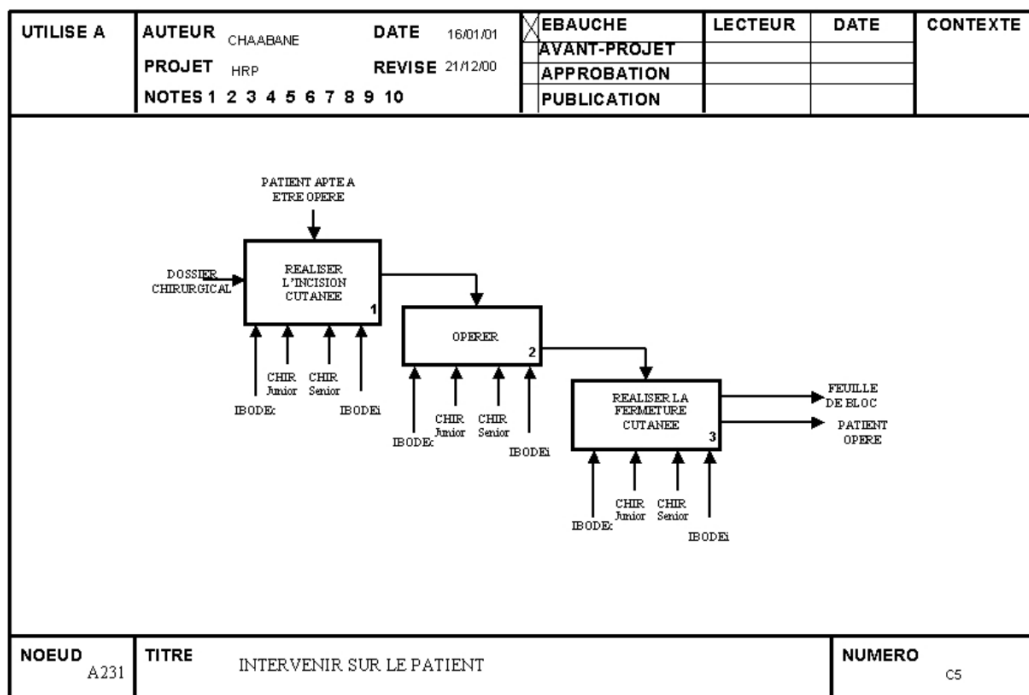 UTILISE A
AUTEUR CHAABANE DATE 16/01/01
PROJET HRP REVISE 21/12/00
NOTES 1 2 3 4 5 6 7 8 9 10
EBAUCHE
AVANT-PROJET
APPROBATION
PUBLICATION
LECTEUR
DATE
CONTEXTE
PATIENT APTE A
ETRE OPERE
DOSSIER
CHIRURGICAL
REALISER
L'INCISION
CUTANEE
1
IBODEc
CHIR
Junior
CHIR
Senior
IBODEi
OPERER
2
IBODEc
CHIR
Junior
CHIR
Senior
IBODEi
REALISER LA
FERMETURE
CUTANEE
3
IBODEc
CHIR
Junior
CHIR
Senior
IBODEi
FEUILLE
DE BLOC
PATIENT
OPERE
NOEUD
A231
TITRE
INTERVENIR SUR LE PATIENT
NUMERO
C5